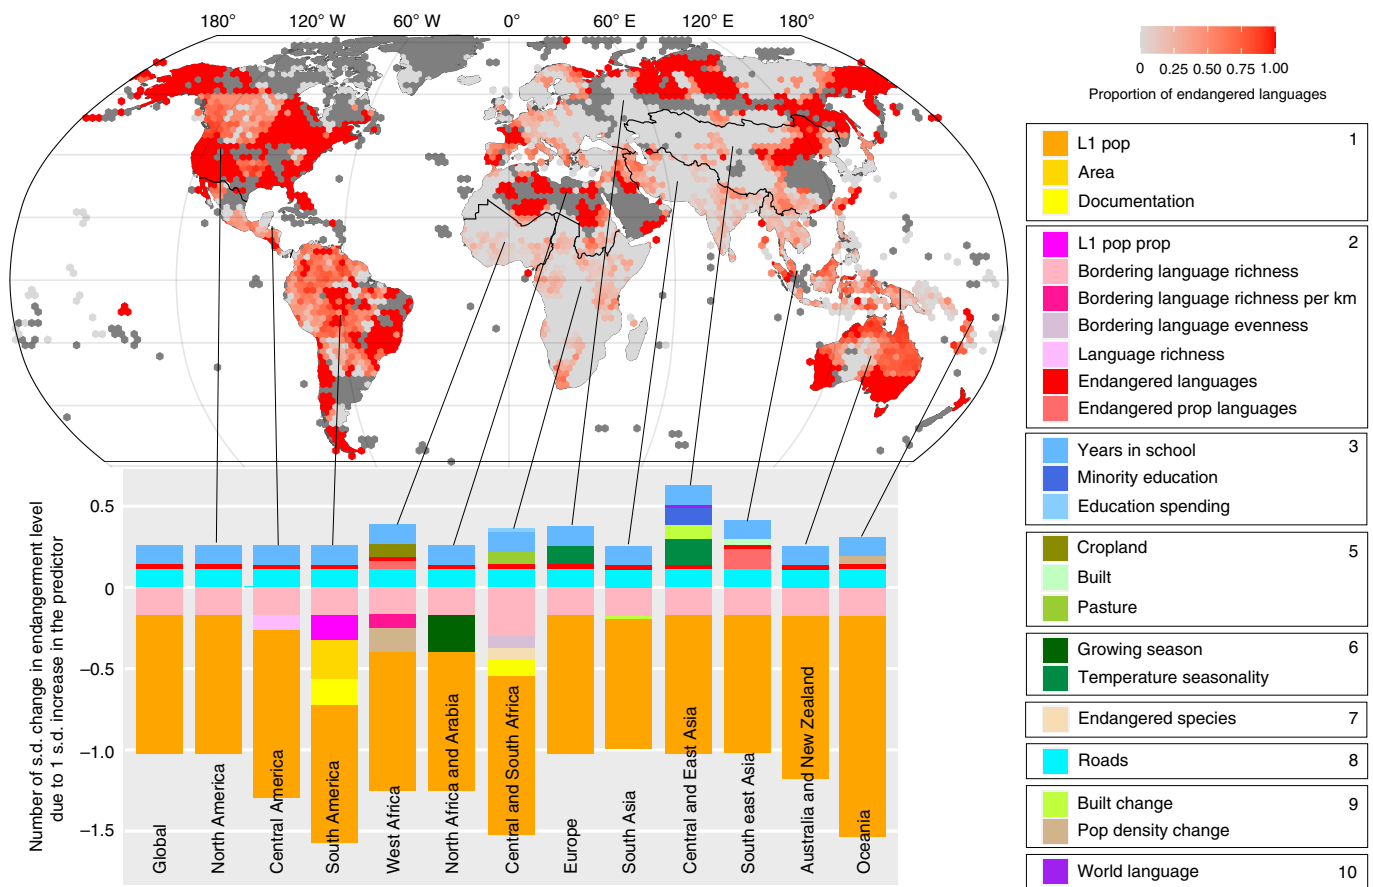 180° 120° W 60° W 0° 60° E 120° E 180°
0 0.25 0.50 0.75 1.00
Proportion of endangered languages
L1 pop 1
Area
Documentation
L1 pop prop 2
Bordering language richness
Bordering language richness per km
Bordering language evenness
Language richness
Endangered languages
Endangered prop languages
Years in school 3
Minority education
Education spending
Cropland 5
Built
Pasture
Growing season 6
Temperature seasonality
Endangered species 7
Roads 8
Built change 9
Pop density change
World language 10
Number of s.d. change in endangerment level
due to 1 s.d. increase in the predictor
0.5
0
−0.5
−1.0
−1.5
Global
North America
Central America
South America
West Africa
North Africa and Arabia
Central and South Africa
Europe
South Asia
Central and East Asia
South east Asia
Australia and New Zealand
Oceania